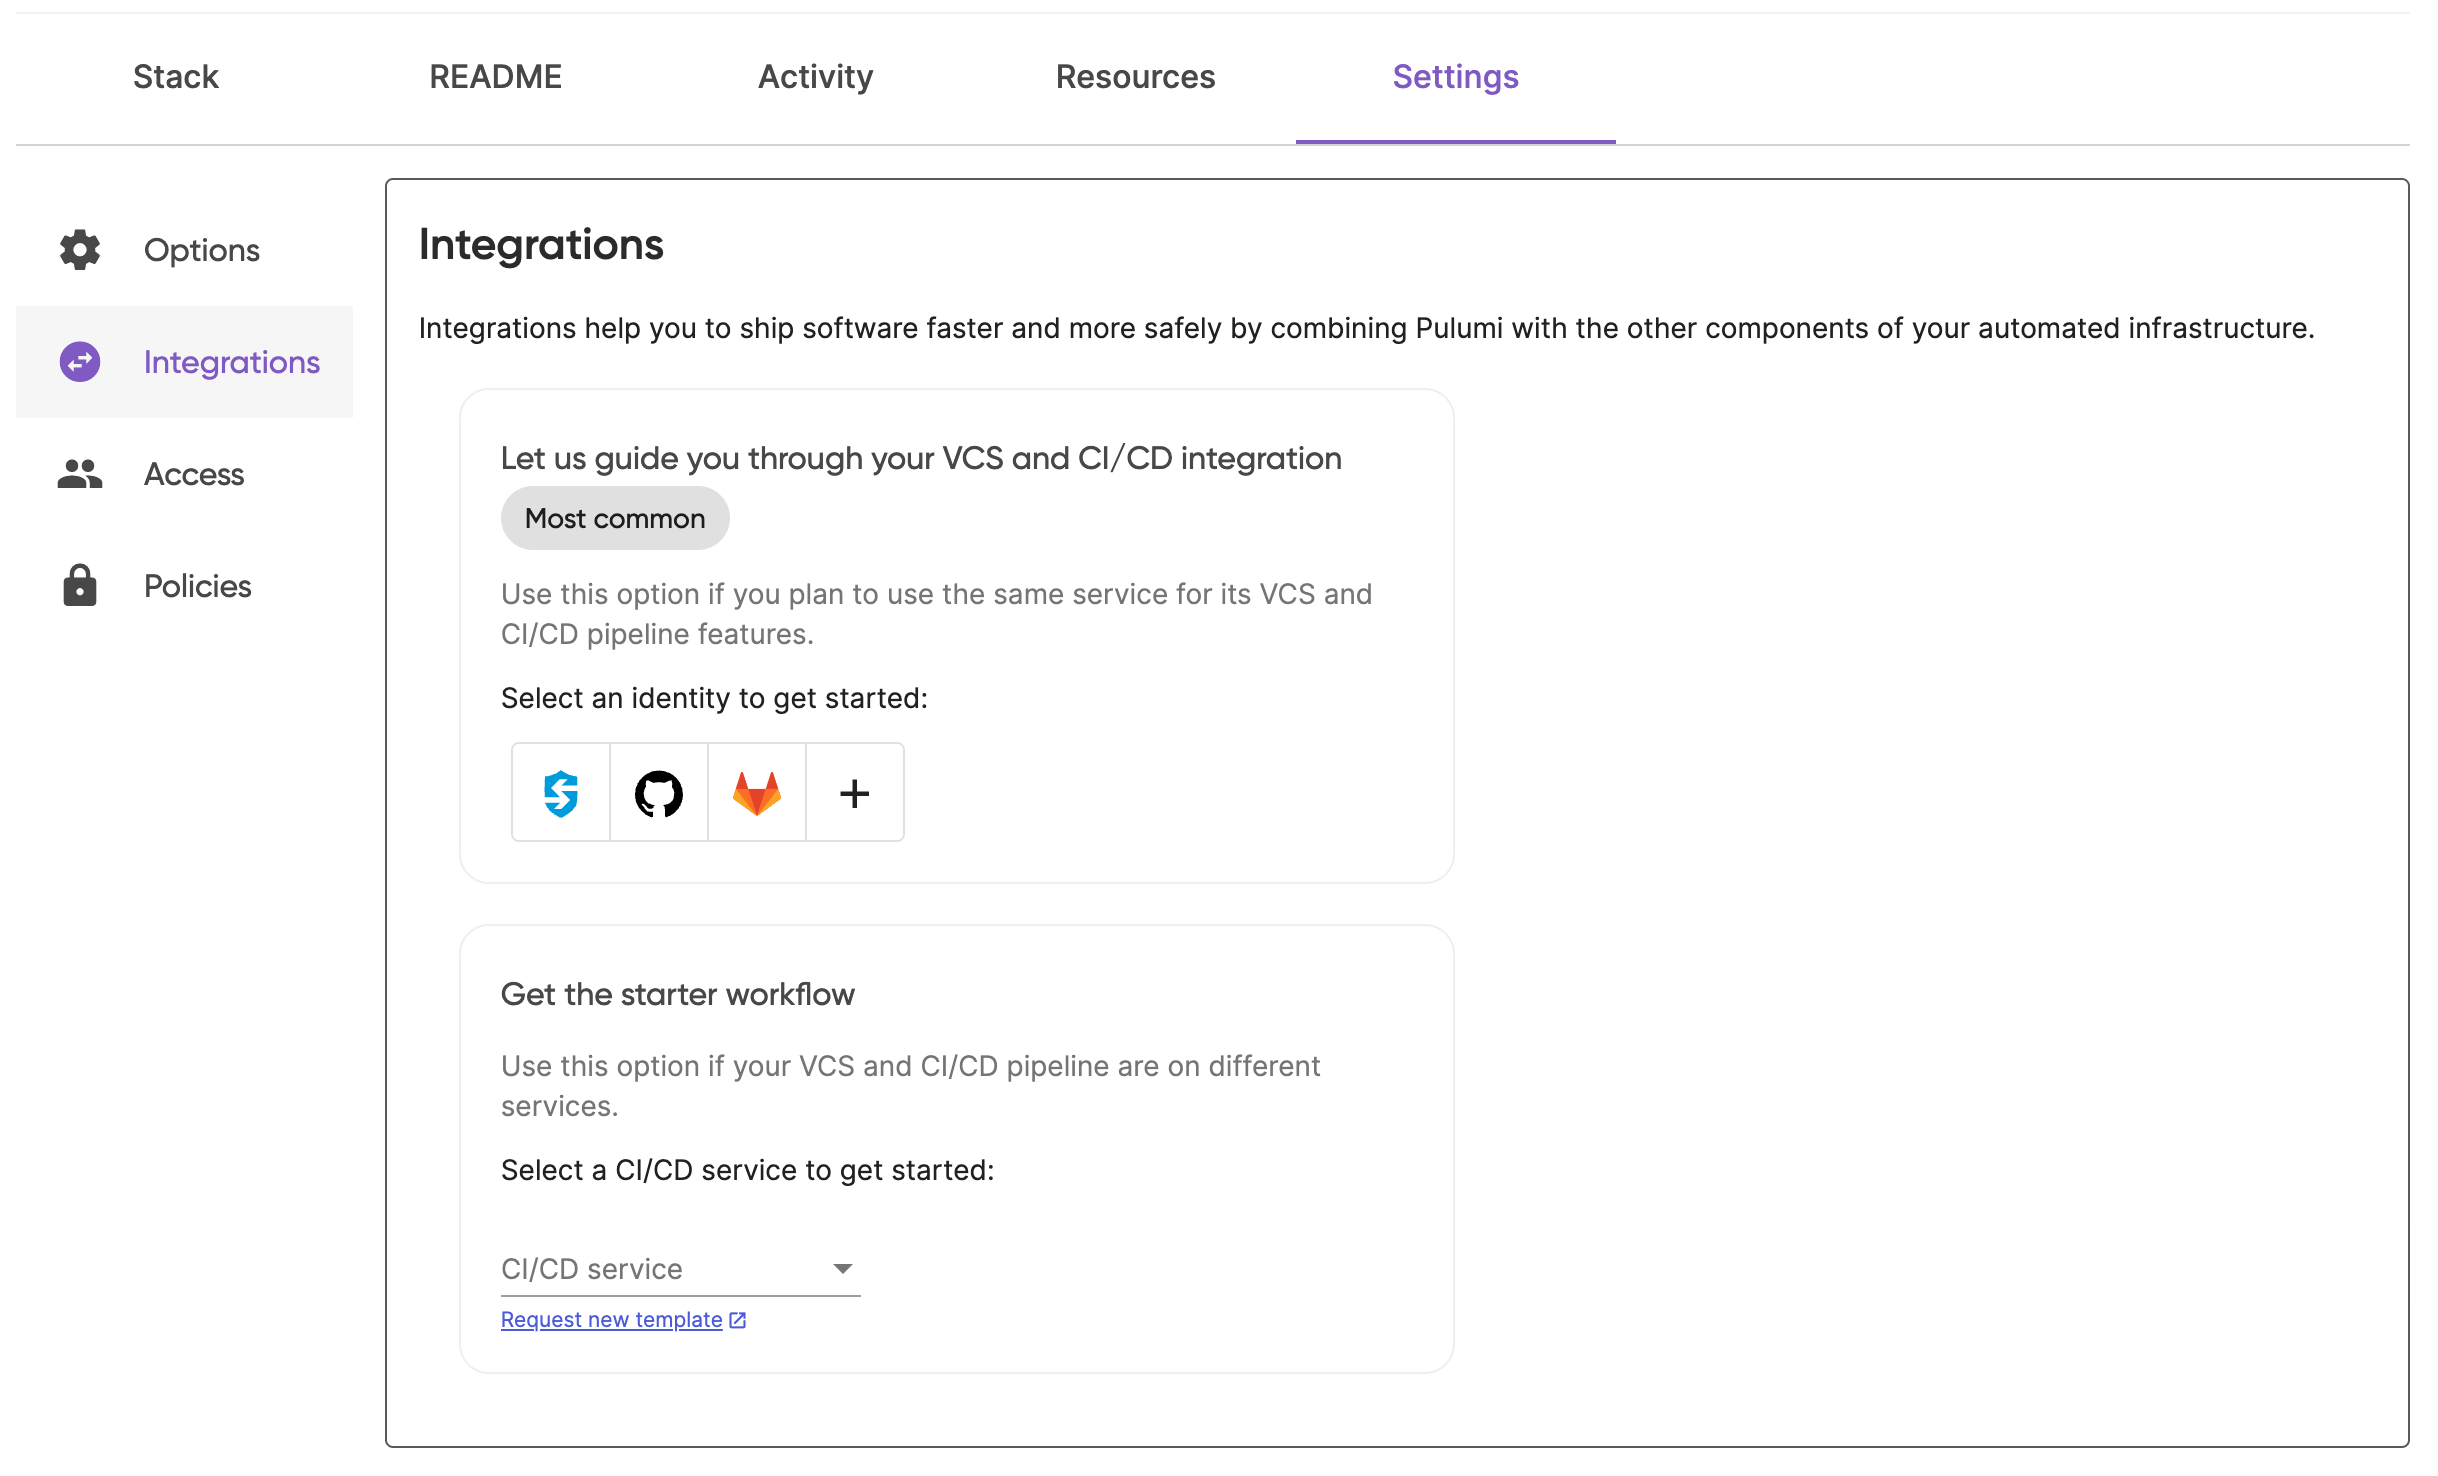 Stack README Activity Resources Settings
Options
Integrations
Access
Policies
Integrations
Integrations help you to ship software faster and more safely by combining Pulumi with the other components of your automated infrastructure.
Let us guide you through your VCS and CI/CD integration
Most common
Use this option if you plan to use the same service for its VCS and
CI/CD pipeline features.
Select an identity to get started:
Get the starter workflow
Use this option if your VCS and CI/CD pipeline are on different
services.
Select a CI/CD service to get started:
CI/CD service
Request new template